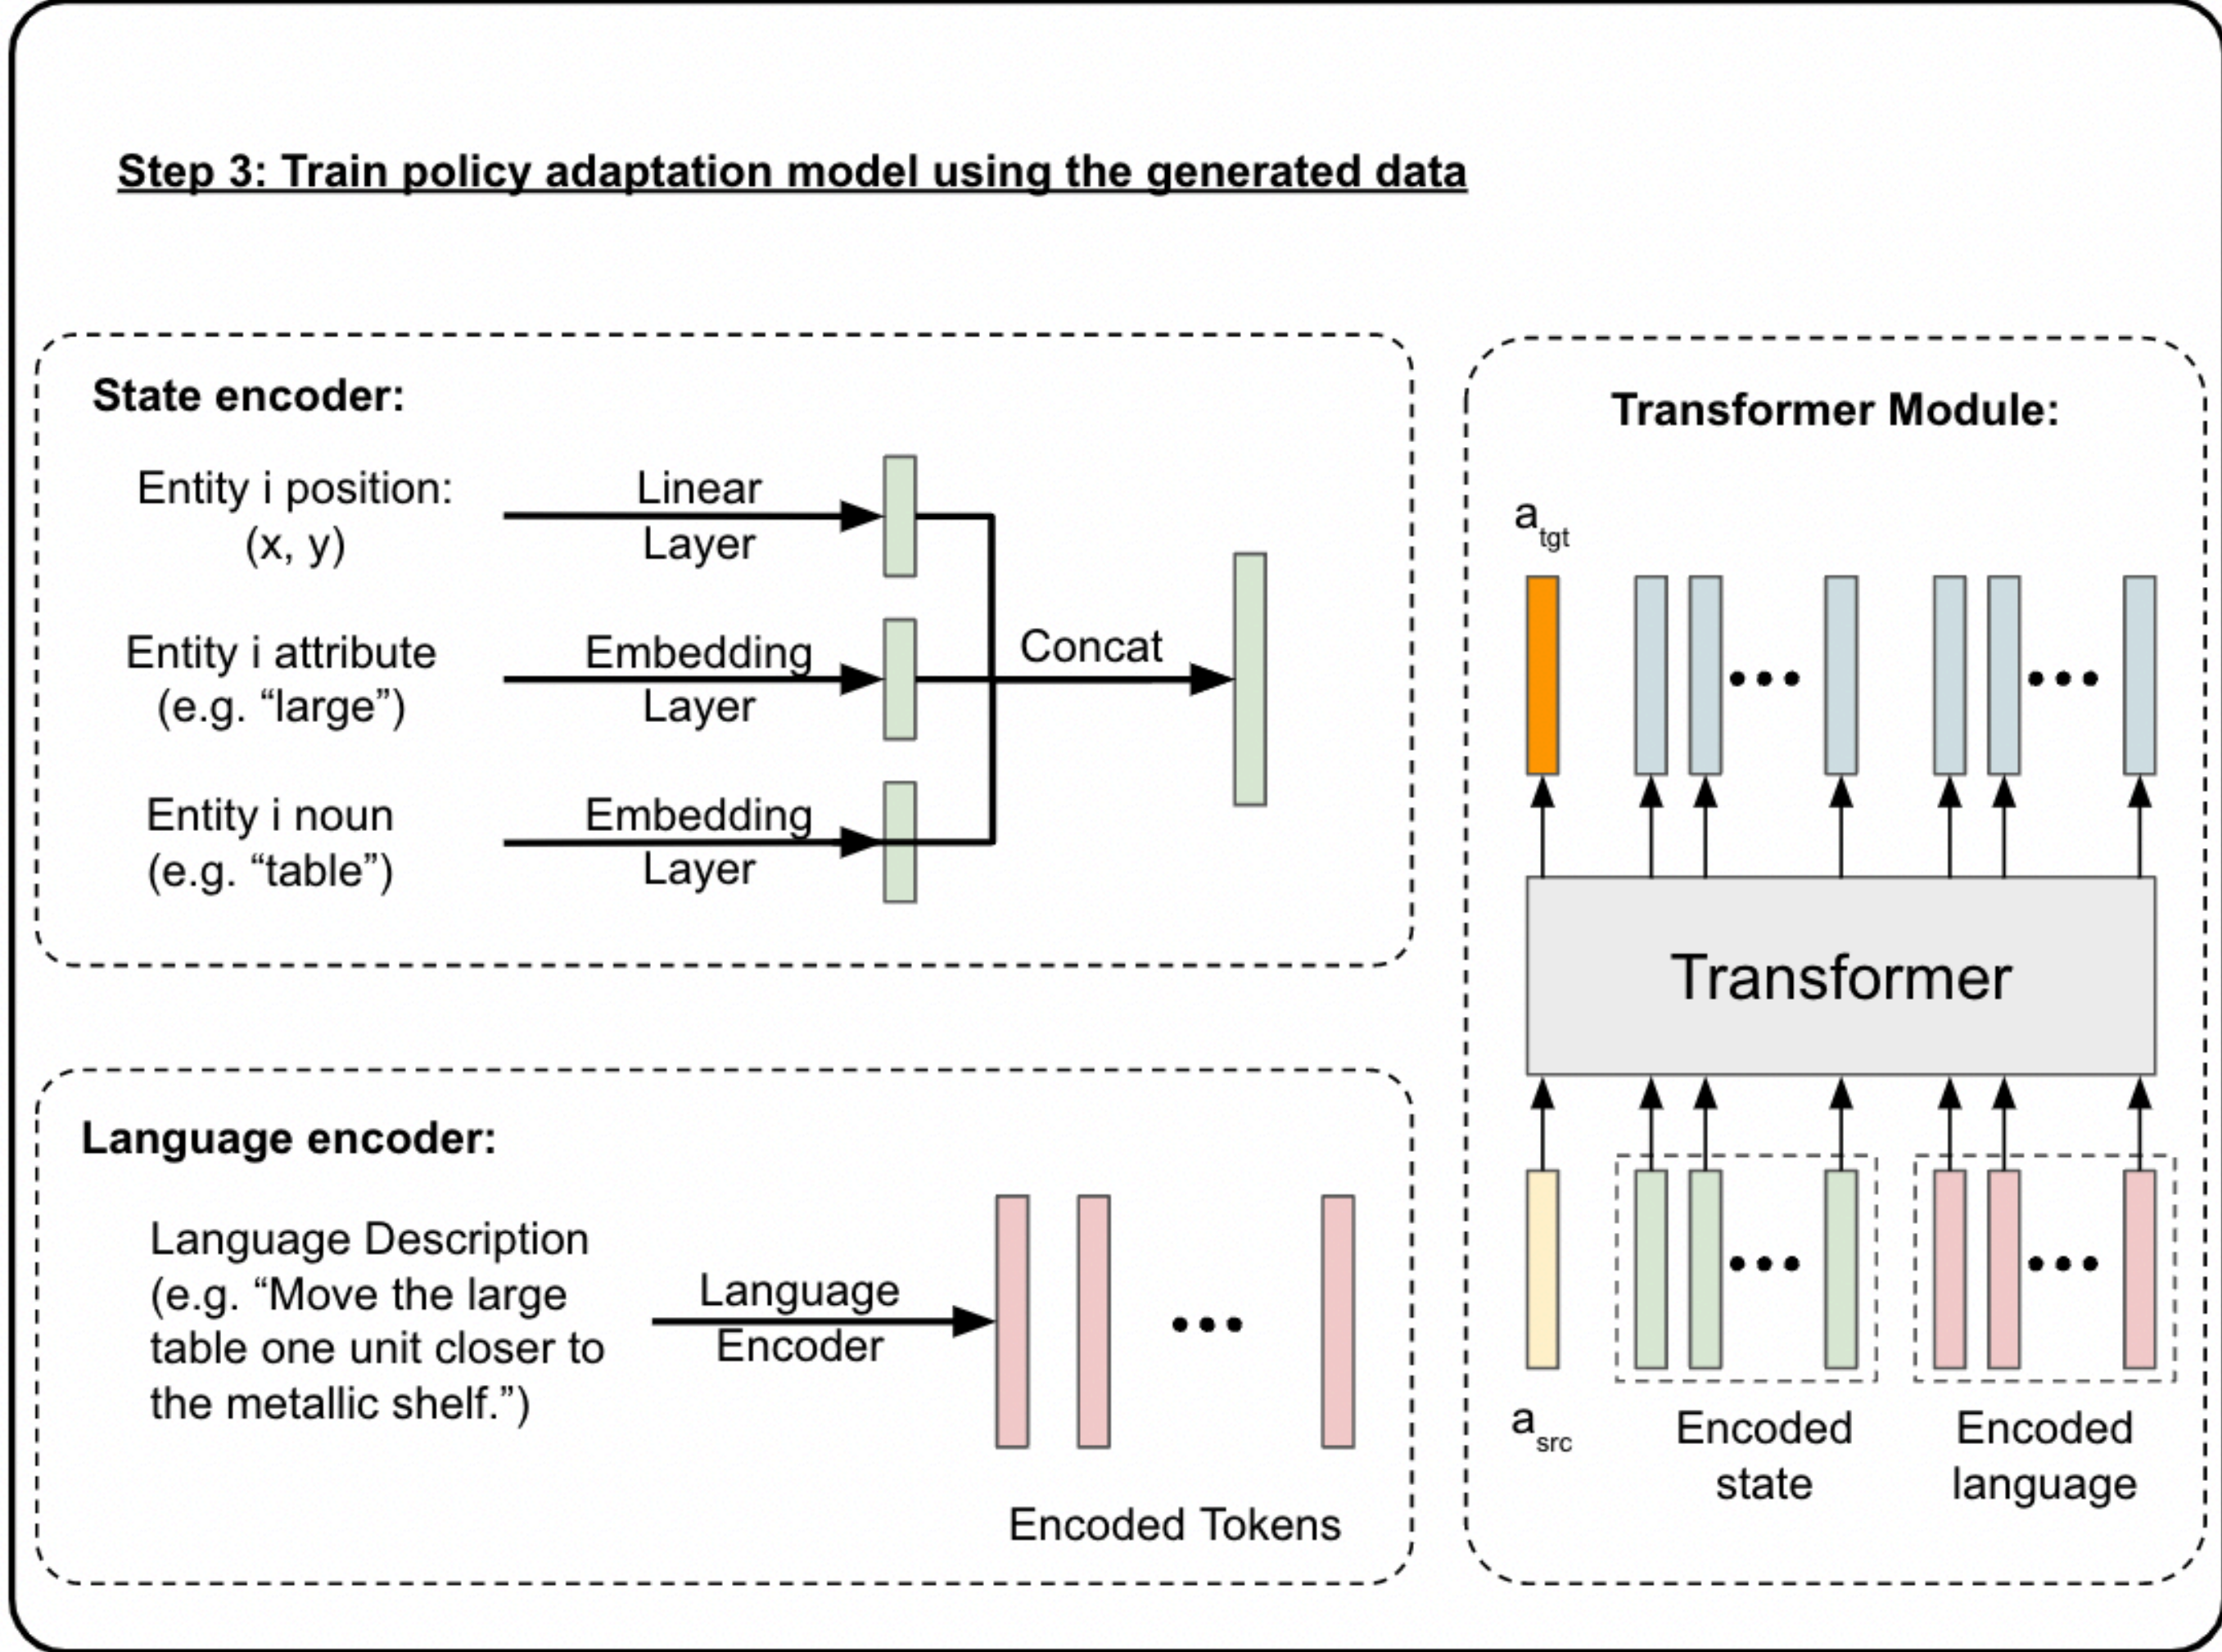 Step 3: Train policy adaptation model using the generated data
State encoder:
Entity i position:
(x, y)
Linear
Layer
Entity i attribute
(e.g. “large”)
Embedding
Layer
Concat
Entity i noun
(e.g. “table”)
Embedding
Layer
Language encoder:
Language Description
(e.g. “Move the large
table one unit closer to
the metallic shelf.”)
Language
Encoder
Encoded Tokens
Transformer Module:
a_tgt
Transformer
a_src
Encoded
state
Encoded
language